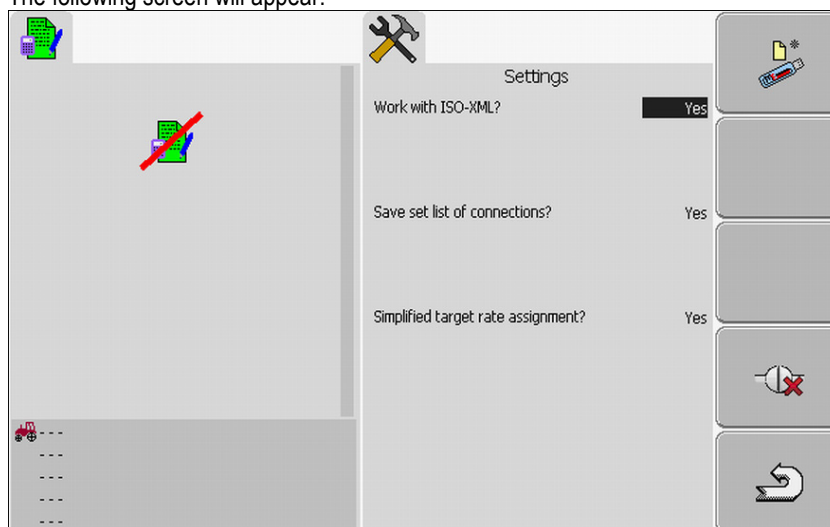 The following screen will appear:
Settings
Work with ISO-XML? Yes
Save set list of connections? Yes
Simplified target rate assignment? Yes
- - -
- - -
- - -
- - -
- - -